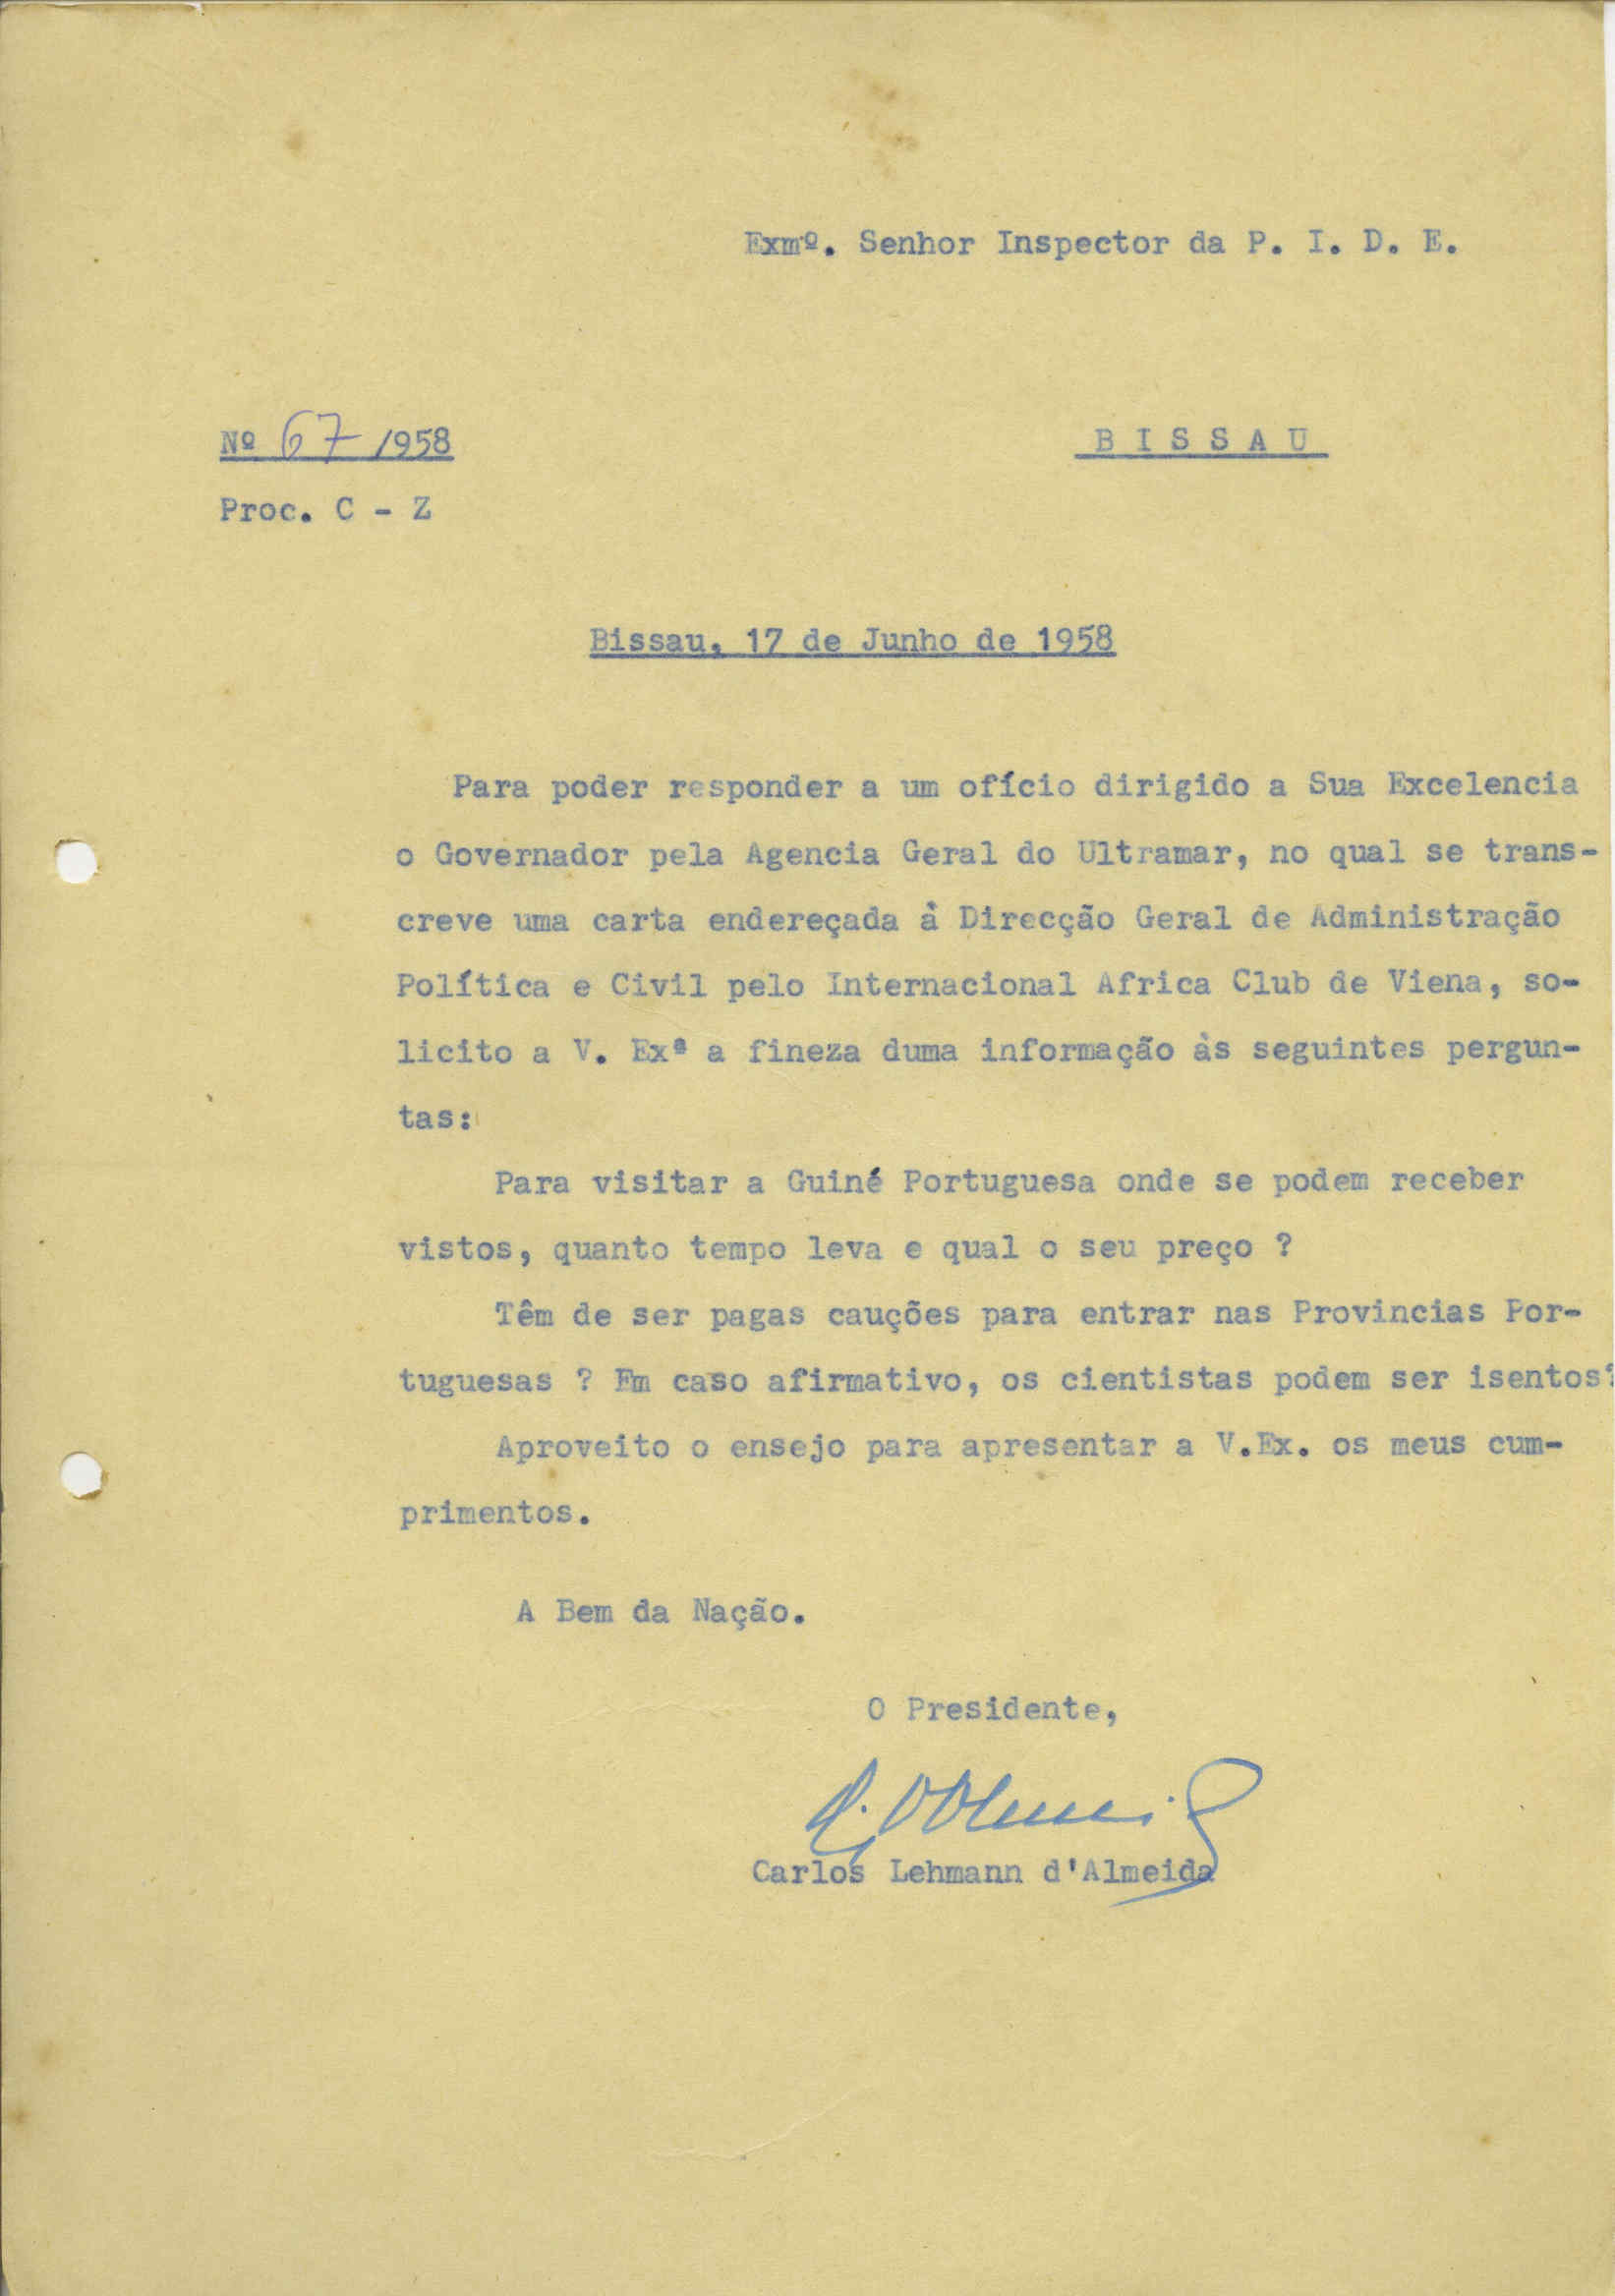 Exmº. Senhor Inspector da P. I. D. E.
Nº 67 /1958
B I S S A U
Proc. C - Z
Bissau, 17 de Junho de 1958
Para poder responder a um ofício dirigido a Sua Excelencia
o Governador pela Agencia Geral do Ultramar, no qual se trans-
creve uma carta endereçada à Direcção Geral de Administração
Política e Civil pelo Internacional Africa Club de Viena, so-
licito a V. Exª a fineza duma informação às seguintes pergun-
tas:
Para visitar a Guiné Portuguesa onde se podem receber
vistos, quanto tempo leva e qual o seu preço ?
Têm de ser pagas cauções para entrar nas Provincias Por-
tuguesas ? Em caso afirmativo, os cientistas podem ser isentos?
Aproveito o ensejo para apresentar a V.Ex. os meus cum-
primentos.
A Bem da Nação.
O Presidente,
Carlos Lehmann d'Almeida